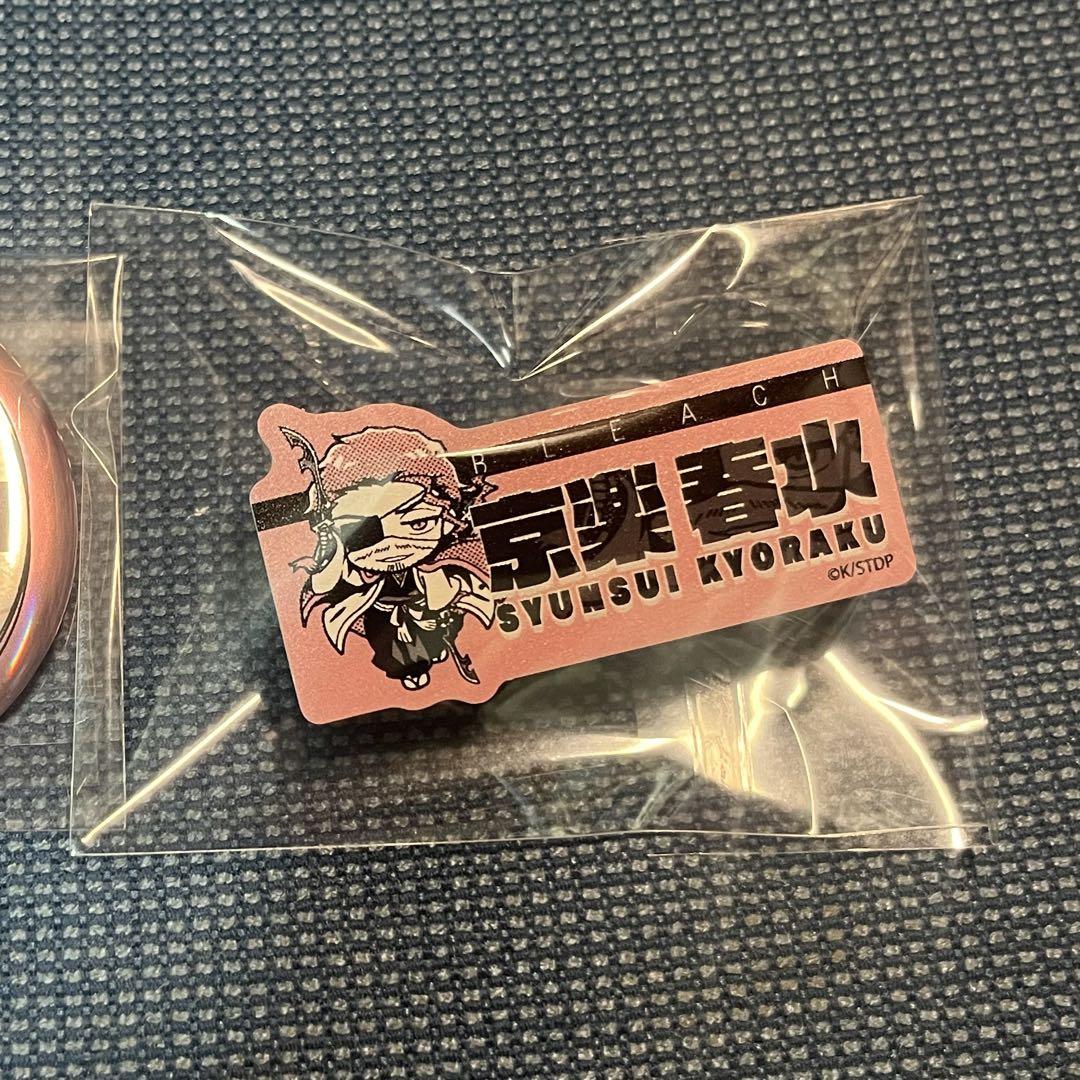 BLEACH
京楽春水
SYUNSUI KYORAKU
©K/STDP